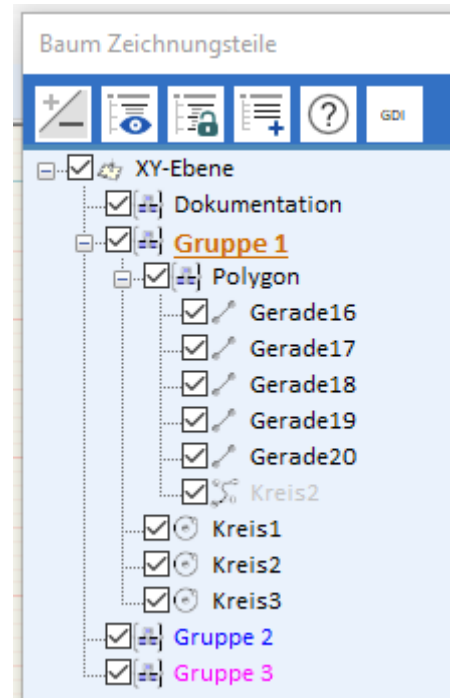 Baum Zeichnungsteile
GDI
XY-Ebene
Dokumentation
Gruppe 1
Polygon
Gerade16
Gerade17
Gerade18
Gerade19
Gerade20
Kreis2
Kreis1
Kreis2
Kreis3
Gruppe 2
Gruppe 3